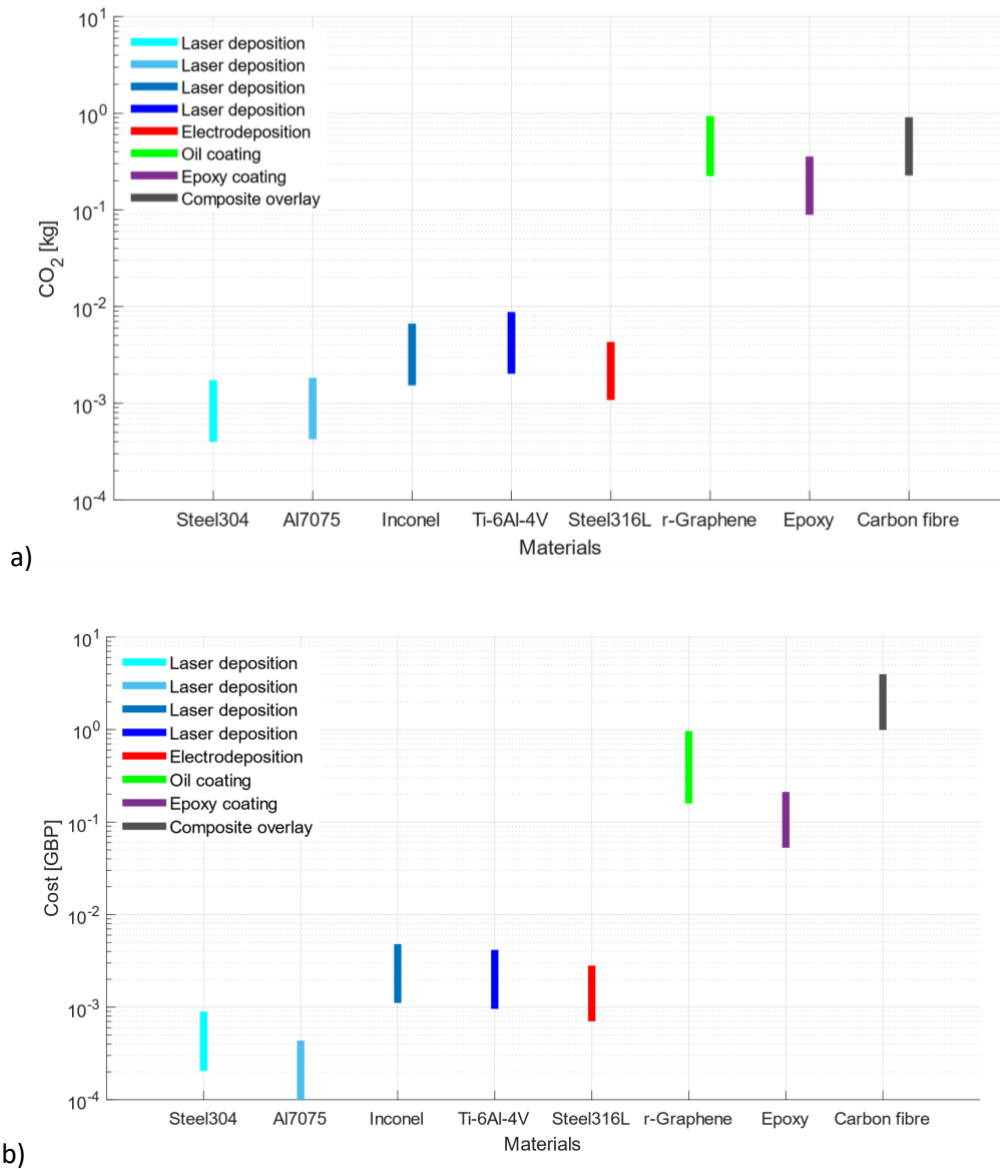 10^1
Laser deposition
Laser deposition
Laser deposition
Laser deposition
Electrodeposition
Oil coating
Epoxy coating
Composite overlay
10^0
10^-1
10^-2
10^-3
10^-4
CO_2 [kg]
Steel304 Al7075 Inconel Ti-6Al-4V Steel316L r-Graphene Epoxy Carbon fibre
Materials
a)
10^1
Laser deposition
Laser deposition
Laser deposition
Laser deposition
Electrodeposition
Oil coating
Epoxy coating
Composite overlay
10^0
10^-1
10^-2
10^-3
10^-4
Cost [GBP]
Steel304 Al7075 Inconel Ti-6Al-4V Steel316L r-Graphene Epoxy Carbon fibre
Materials
b)